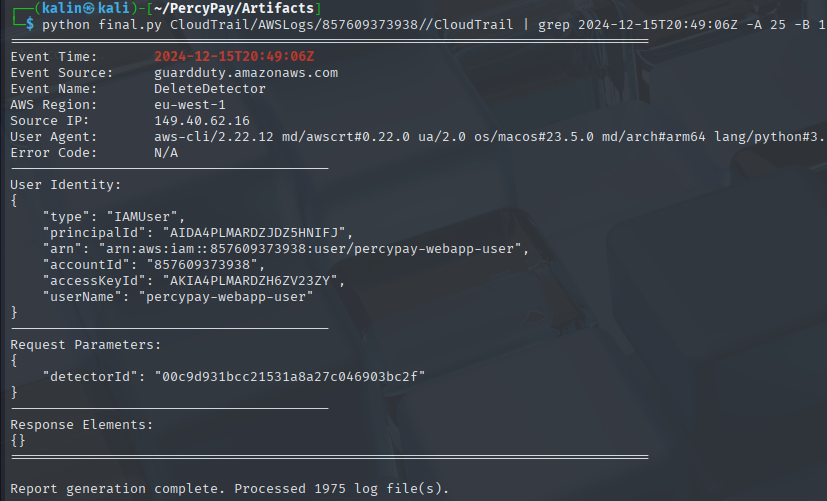 ┌──(kalin㉿kali)-[~/PercyPay/Artifacts]
└─$ python final.py CloudTrail/AWSLogs/857609373938//CloudTrail | grep 2024-12-15T20:49:06Z -A 25 -B 1
Event Time: 2024-12-15T20:49:06Z
Event Source: guardduty.amazonaws.com
Event Name: DeleteDetector
AWS Region: eu-west-1
Source IP: 149.40.62.16
User Agent: aws-cli/2.22.12 md/awscrt#0.22.0 ua/2.0 os/macos#23.5.0 md/arch#arm64 lang/python#3.
Error Code: N/A
User Identity:
{
    "type": "IAMUser",
    "principalId": "AIDA4PLMARDZJDZ5HNIFJ",
    "arn": "arn:aws:iam::857609373938:user/percypay-webapp-user",
    "accountId": "857609373938",
    "accessKeyId": "AKIA4PLMARDZH6ZV23ZY",
    "userName": "percypay-webapp-user"
}
Request Parameters:
{
    "detectorId": "00c9d931bcc21531a8a27c046903bc2f"
}
Response Elements:
{}
Report generation complete. Processed 1975 log file(s).